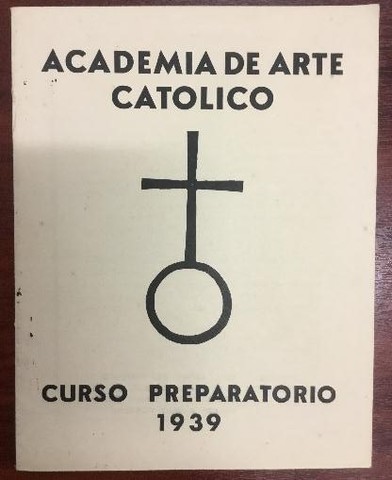 ACADEMIA DE ARTE
CATOLICO
CURSO PREPARATORIO
1939